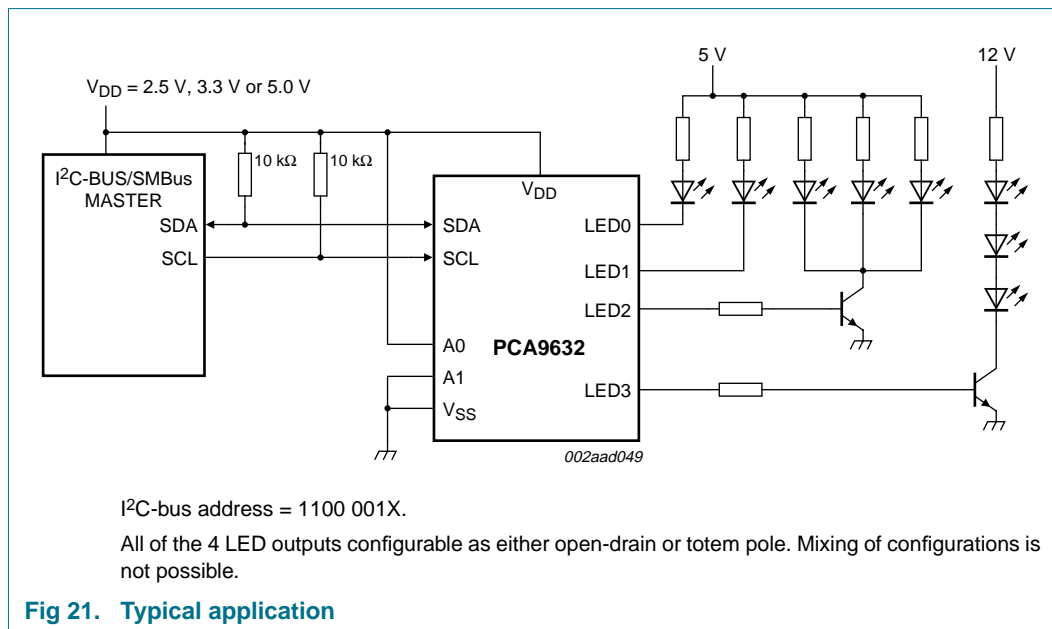 5 V
12 V
VDD = 2.5 V, 3.3 V or 5.0 V
10 kΩ
10 kΩ
I2C-BUS/SMBus
MASTER
SDA
SCL
VDD
SDA
SCL
A0
A1
VSS
LED0
LED1
LED2
LED3
PCA9632
002aad049
I2C-bus address = 1100 001X.
All of the 4 LED outputs configurable as either open-drain or totem pole. Mixing of configurations is
not possible.
Fig 21. Typical application